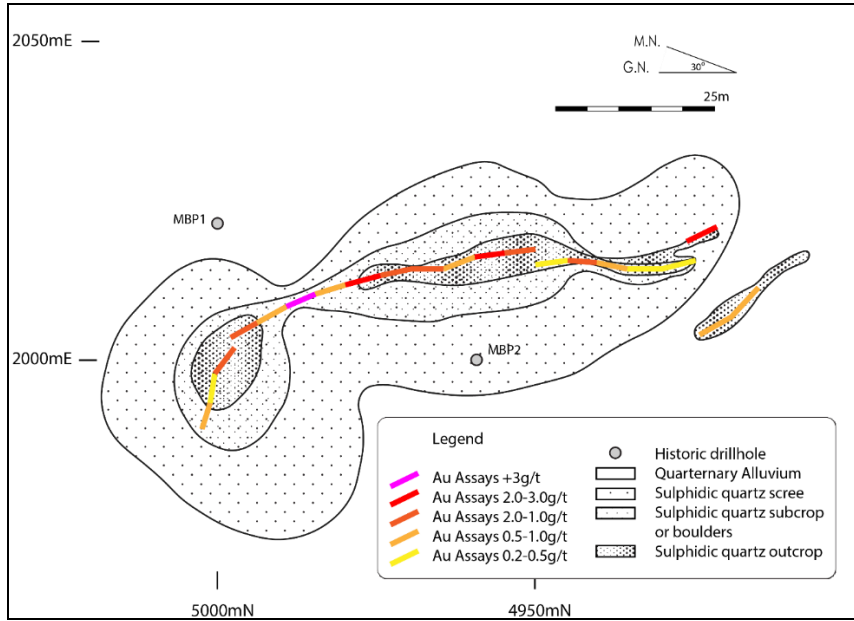 2050mE
M.N.
G.N.
30°
25m
MBP1
2000mE
MBP2
Legend
Au Assays +3g/t
Au Assays 2.0-3.0g/t
Au Assays 2.0-1.0g/t
Au Assays 0.5-1.0g/t
Au Assays 0.2-0.5g/t
Historic drillhole
Quarternary Alluvium
Sulphidic quartz scree
Sulphidic quartz subcrop
or boulders
Sulphidic quartz outcrop
5000mN
4950mN